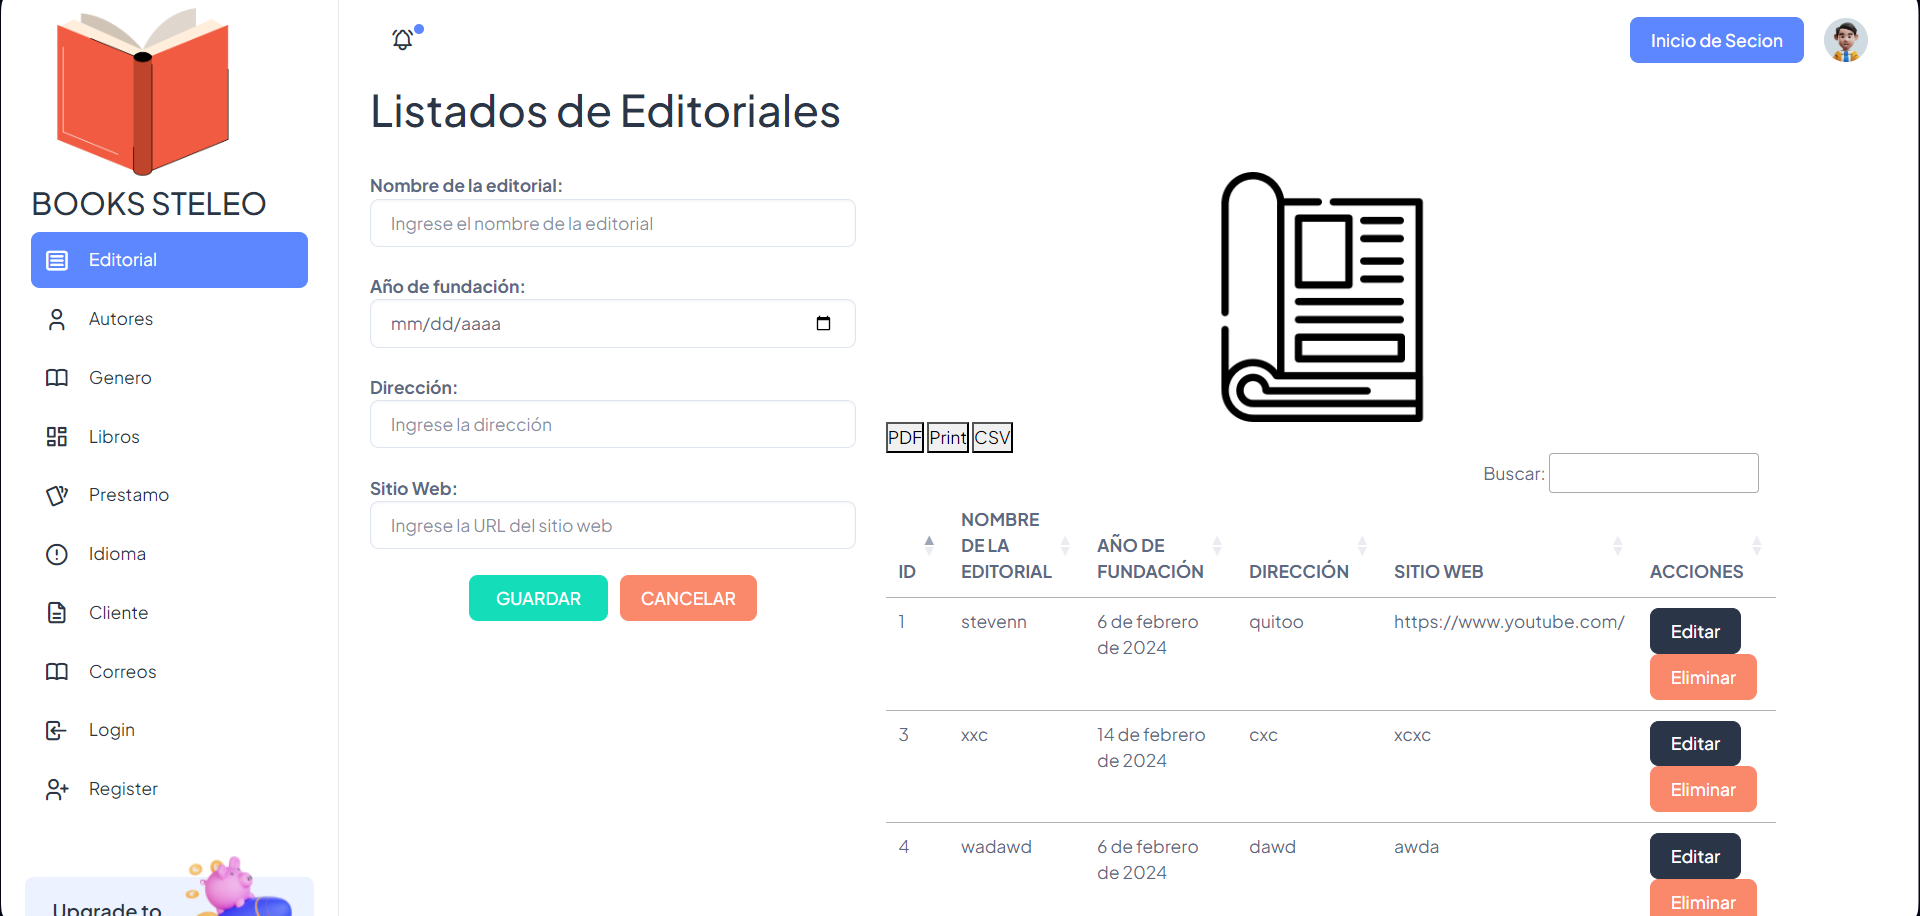 BOOKS STELEO
Editorial
Autores
Genero
Libros
Prestamo
Idioma
Cliente
Correos
Login
Register
Upgrade to
Inicio de Secion
Listados de Editoriales
Nombre de la editorial:
Ingrese el nombre de la editorial
Año de fundación:
mm/dd/aaaa
Dirección:
Ingrese la dirección
Sitio Web:
Ingrese la URL del sitio web
GUARDAR CANCELAR
PDF Print CSV
Buscar:
ID NOMBRE DE LA EDITORIAL AÑO DE FUNDACIÓN DIRECCIÓN SITIO WEB ACCIONES
1 stevenn 6 de febrero de 2024 quitoo https://www.youtube.com/ Editar
Eliminar
3 xxc 14 de febrero de 2024 cxc xcxc Editar
Eliminar
4 wadawd 6 de febrero de 2024 dawd awda Editar
Eliminar